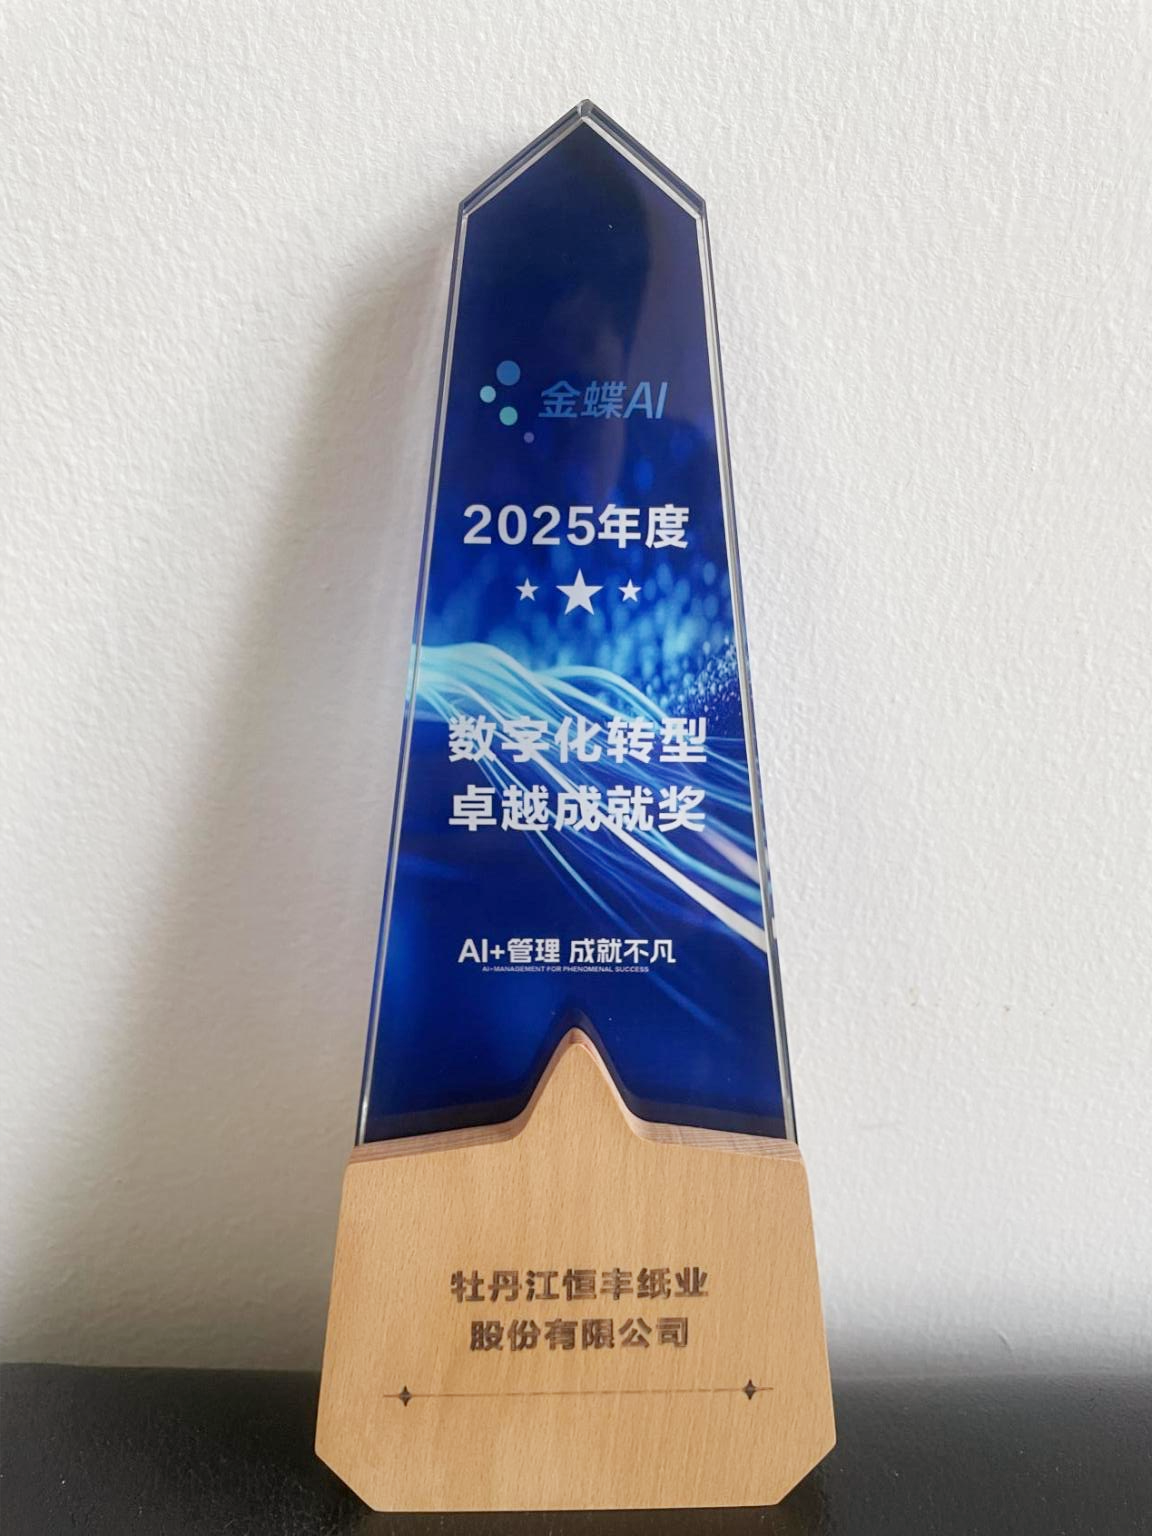 金蝶AI
2025年度
数字化转型
卓越成就奖
AI+管理 成就不凡
AI+MANAGEMENT FOR PHENOMENAL SUCCESS
牡丹江恒丰纸业
股份有限公司